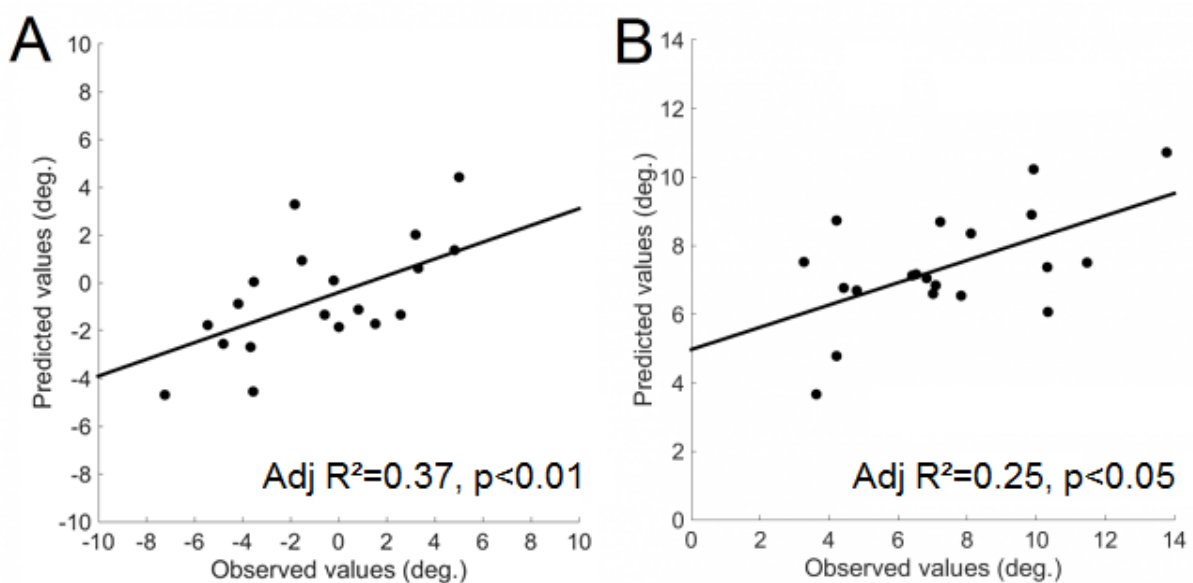 A
10
8
6
4
2
0
-2
-4
-6
-8
-10
Predicted values (deg.)
-10 -8 -6 -4 -2 0 2 4 6 8 10
Observed values (deg.)
Adj R²=0.37, p<0.01
B
14
12
10
8
6
4
2
0
Predicted values (deg.)
0 2 4 6 8 10 12 14
Observed values (deg.)
Adj R²=0.25, p<0.05